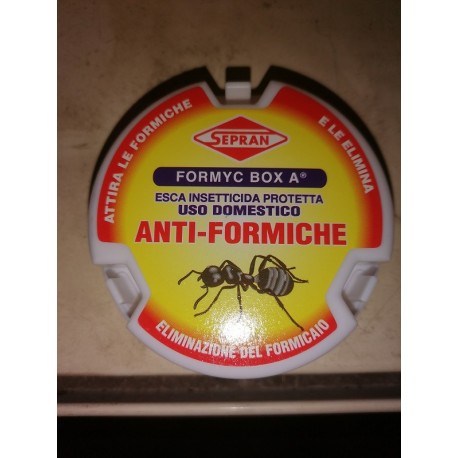 ATTIRA LE FORMICHE
E LE ELIMINA
SEPRAN
FORMYC BOX A®
ESCA INSETTICIDA PROTETTA
USO DOMESTICO
ANTI-FORMICHE
ELIMINAZIONE DEL FORMICAIO